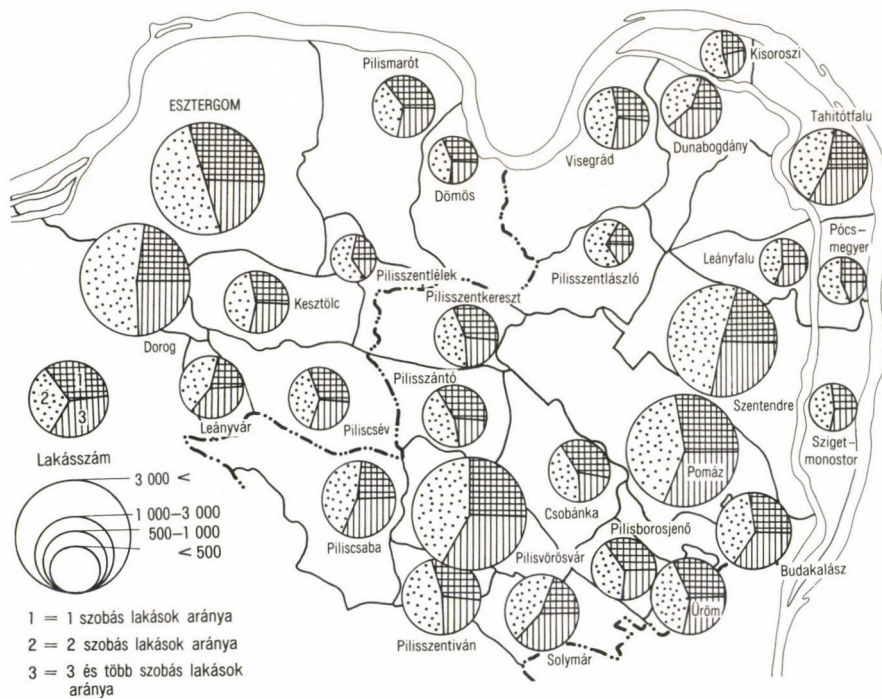 Kisoroszi
Pilismarót
ESZTERGOM
Tahitótfalu
Visegrád
Dunabogdány
Dömös
Pócs-
megyer
Leányfalu
Pilisszentlélek
Pilisszentlászló
Pilisszentkereszt
Kesztölc
Dorog
Pilisszántó
Szentendre
Leányvár
Piliscsév
Sziget-
monostor
1
2
3
Lakásszám
Pomáz
3 000 <
Csobánka
1 000–3 000
500–1 000
< 500
Piliscsaba
Pilisborosjenő
Pilisvörösvár
Budakalász
Üröm
1 = 1 szobás lakások aránya
2 = 2 szobás lakások aránya
Pilisszentiván
Solymár
3 = 3 és több szobás lakások
aránya